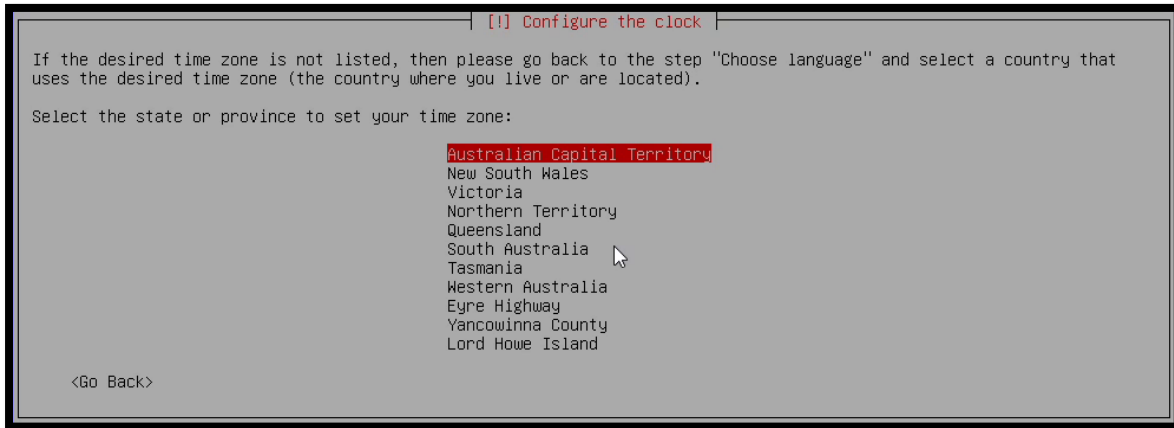 [!] Configure the clock
If the desired time zone is not listed, then please go back to the step "Choose language" and select a country that
uses the desired time zone (the country where you live or are located).
Select the state or province to set your time zone:
Australian Capital Territory
New South Wales
Victoria
Northern Territory
Queensland
South Australia
Tasmania
Western Australia
Eyre Highway
Yancowinna County
Lord Howe Island
<Go Back>